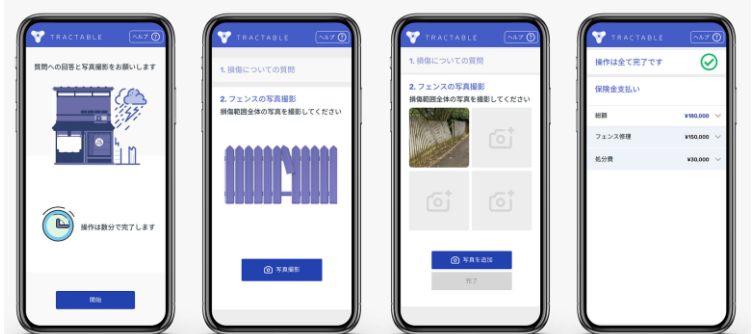 TRACTABLE
ヘルプ ?
質問への回答と写真撮影をお願いします
操作は数分で完了します
開始
TRACTABLE
ヘルプ ?
1. 損傷についての質問
2. フェンスの写真撮影
損傷範囲全体の写真を撮影してください
写真撮影
TRACTABLE
ヘルプ ?
1. 損傷についての質問
2. フェンスの写真撮影
損傷範囲全体の写真を撮影してください
写真を追加
完了
TRACTABLE
ヘルプ ?
操作は全て完了です
保険金支払い
総額 ¥180,000
フェンス修理 ¥150,000
処分費 ¥30,000